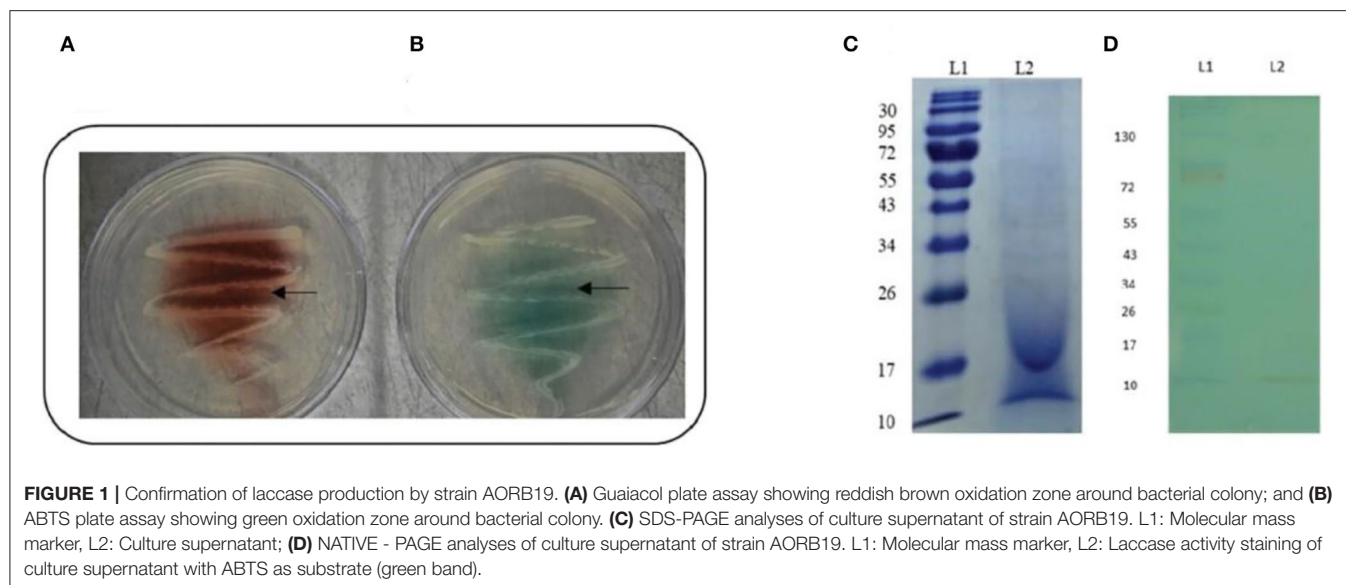 A
B
C
D
L1 L2
30
95
72
55
43
34
26
17
10
L1 L2
130
72
55
43
34
26
17
10
FIGURE 1 | Confirmation of laccase production by strain AORB19. (A) Guaiacol plate assay showing reddish brown oxidation zone around bacterial colony; and (B)
ABTS plate assay showing green oxidation zone around bacterial colony. (C) SDS-PAGE analyses of culture supernatant of strain AORB19. L1: Molecular mass
marker, L2: Culture supernatant; (D) NATIVE - PAGE analyses of culture supernatant of strain AORB19. L1: Molecular mass marker, L2: Laccase activity staining of
culture supernatant with ABTS as substrate (green band).